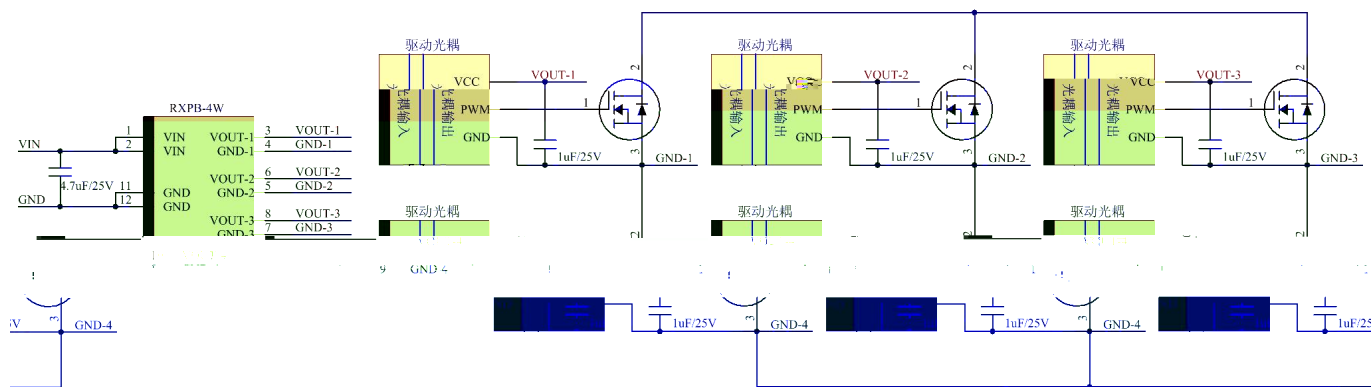 驱动光耦
驱动光耦
驱动光耦
VCC
VOUT-1
VOUT-2
VCC
VOUT-3
2
2
2
RXPB-4W
光耦输出
光耦输入
光耦输出
光耦输入
光耦输出
PWM
1
PWM
1
PWM
1
VIN
1
2
VIN
VIN
VOUT-1
GND-1
3
4
VOUT-1
GND-1
GND
GND
GND
3
3
3
1uF/25V
GND-1
1uF/25V
GND-2
1uF/25V
GND-3
4.7uF/25V
GND
11
12
GND
GND
VOUT-2
GND-2
6
5
VOUT-2
GND-2
VOUT-3
GND-3
8
7
VOUT-3
GND-3
驱动光耦
驱动光耦
驱动光耦
2
2
2
9
GND-4
3
GND-4
1uF/25V
3
GND-4
1uF/25V
3
GND-4
1uF/25